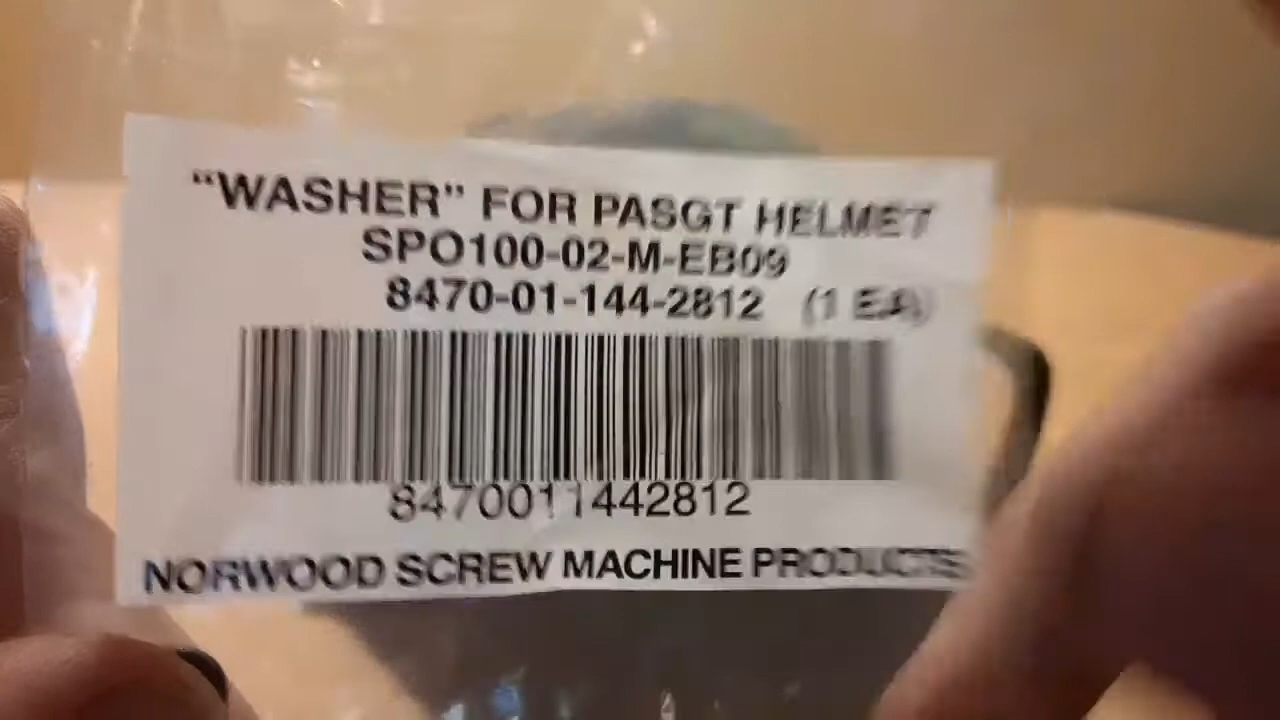 “WASHER” FOR PASGT HELMET
SPO100-02-M-EB09
8470-01-144-2812 (1 EA)
8470011442812
NORWOOD SCREW MACHINE PRODUCTS